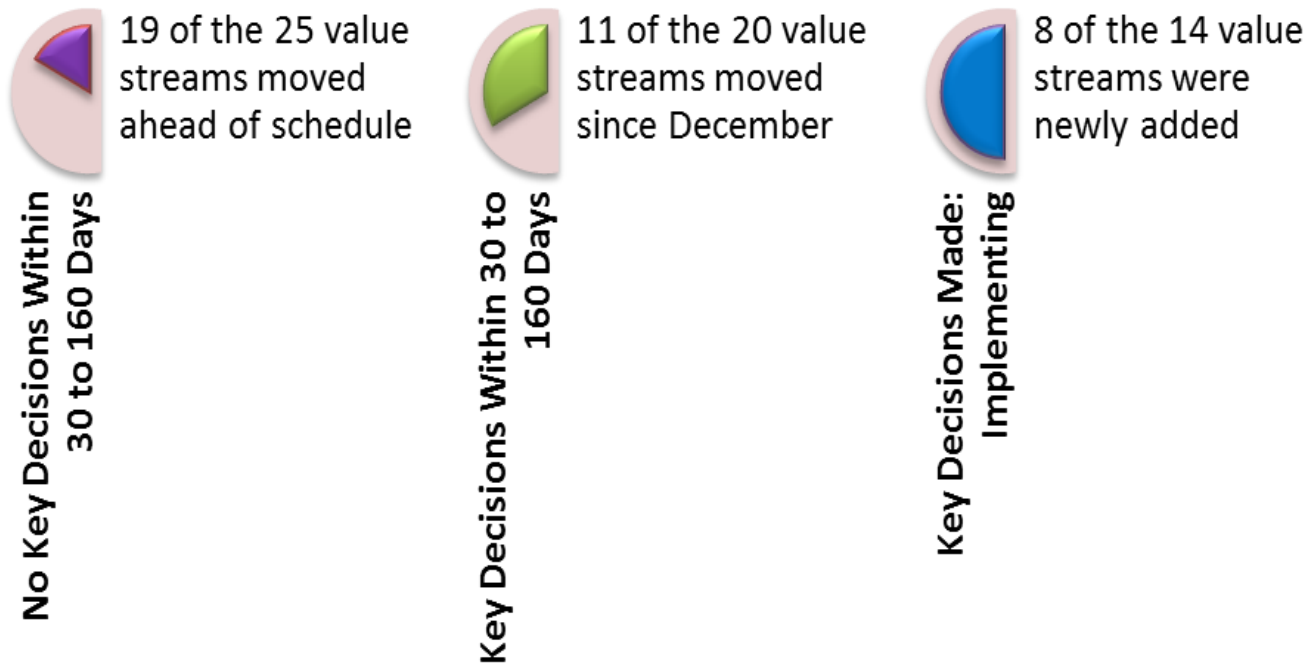 19 of the 25 value
streams moved
ahead of schedule
No Key Decisions Within
30 to 160 Days
11 of the 20 value
streams moved
since December
Key Decisions Within 30 to
160 Days
8 of the 14 value
streams were
newly added
Key Decisions Made:
Implementing